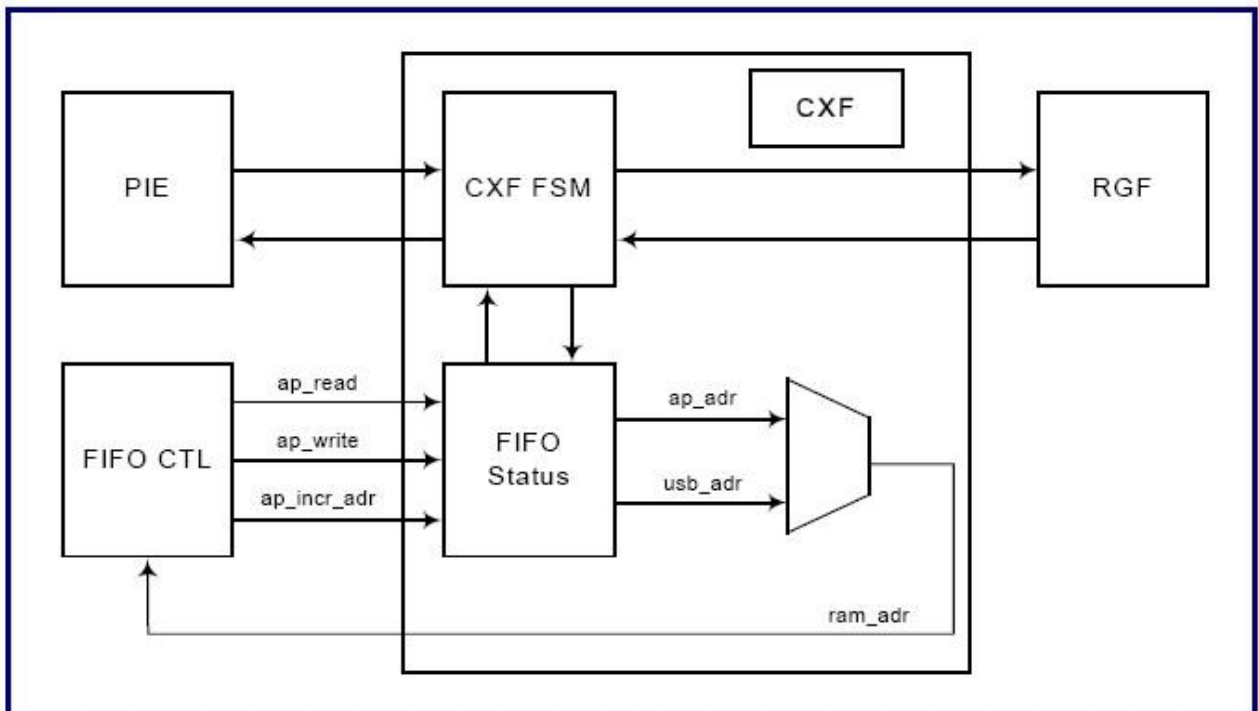 CXF
PIE
CXF FSM
RGF
FIFO CTL
ap_read
ap_write
ap_incr_adr
FIFO
Status
ap_adr
usb_adr
ram_adr